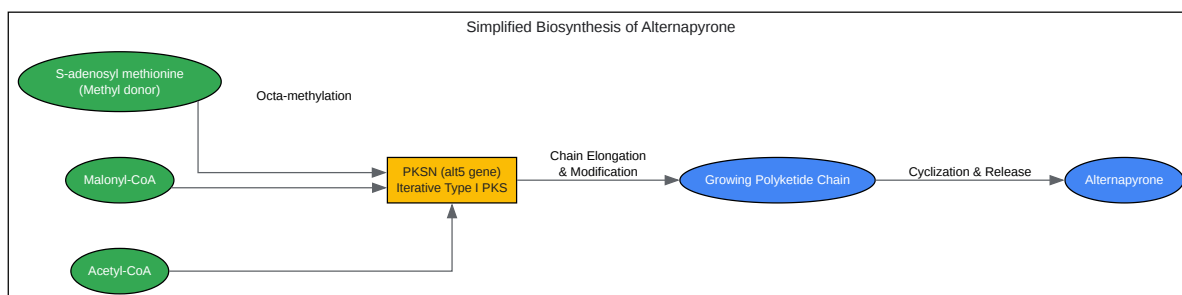 Simplified Biosynthesis of Alternapyrone
S-adenosyl methionine
(Methyl donor)
Octa-methylation
Malonyl-CoA
Acetyl-CoA
PKSN (alt5 gene)
Iterative Type I PKS
Chain Elongation
& Modification
Growing Polyketide Chain
Cyclization & Release
Alternapyrone